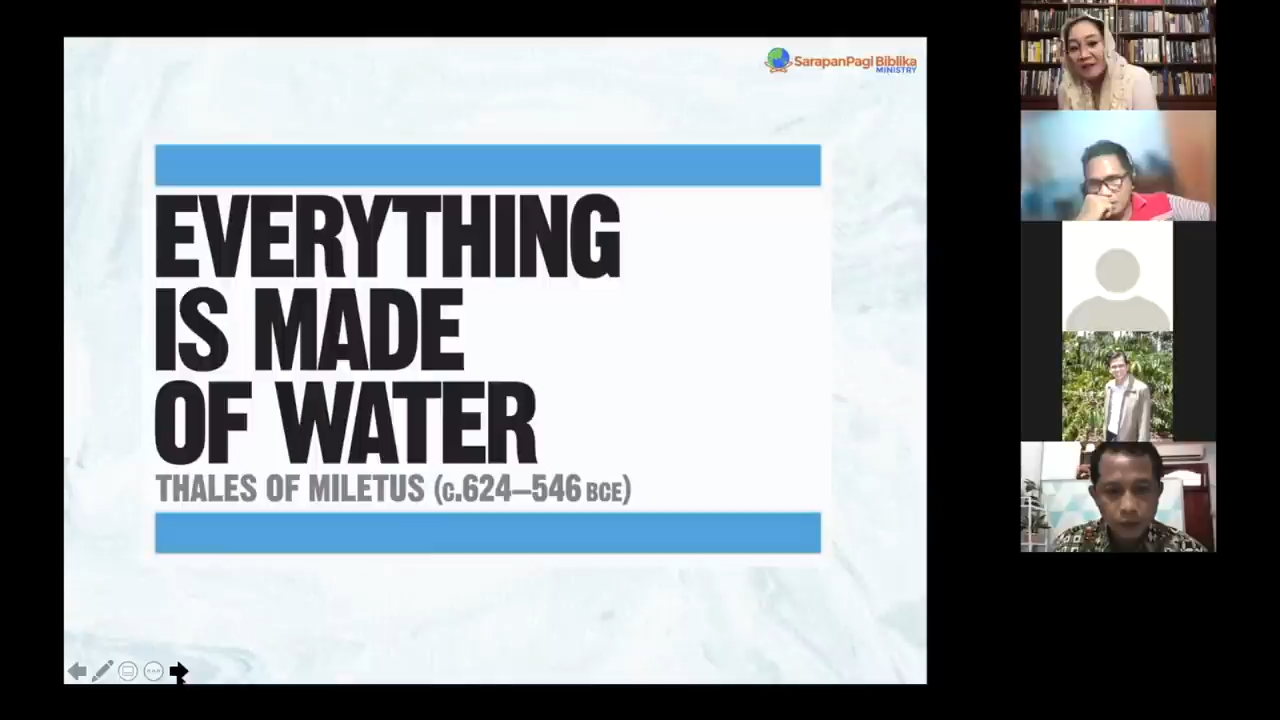 SarapanPagi Biblika
MINISTRY
EVERYTHING
IS MADE
OF WATER
THALES OF MILETUS (c.624–546 BCE)